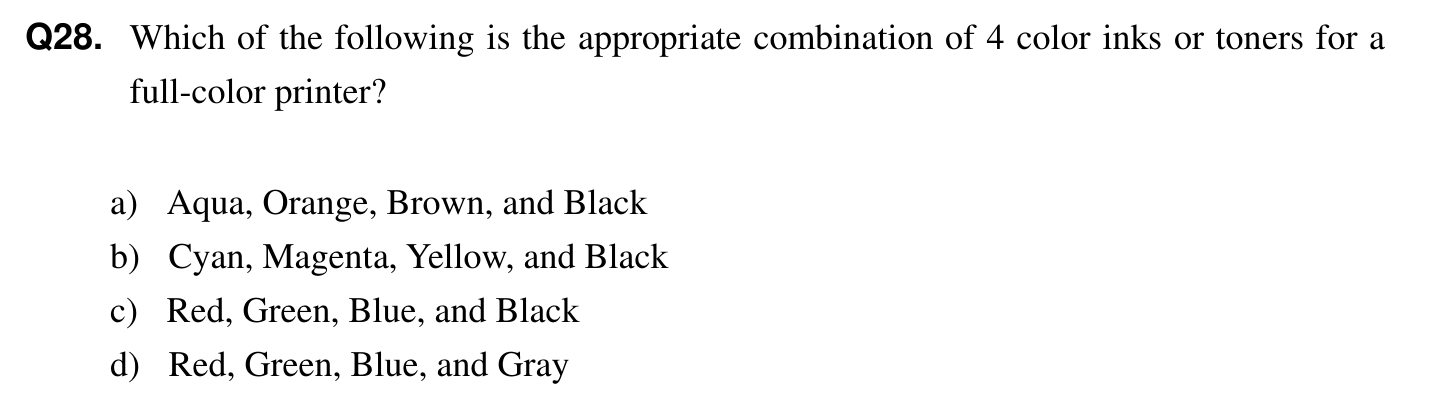 Q28. Which of the following is the appropriate combination of 4 color inks or toners for a
full-color printer?
a) Aqua, Orange, Brown, and Black
b) Cyan, Magenta, Yellow, and Black
c) Red, Green, Blue, and Black
d) Red, Green, Blue, and Gray